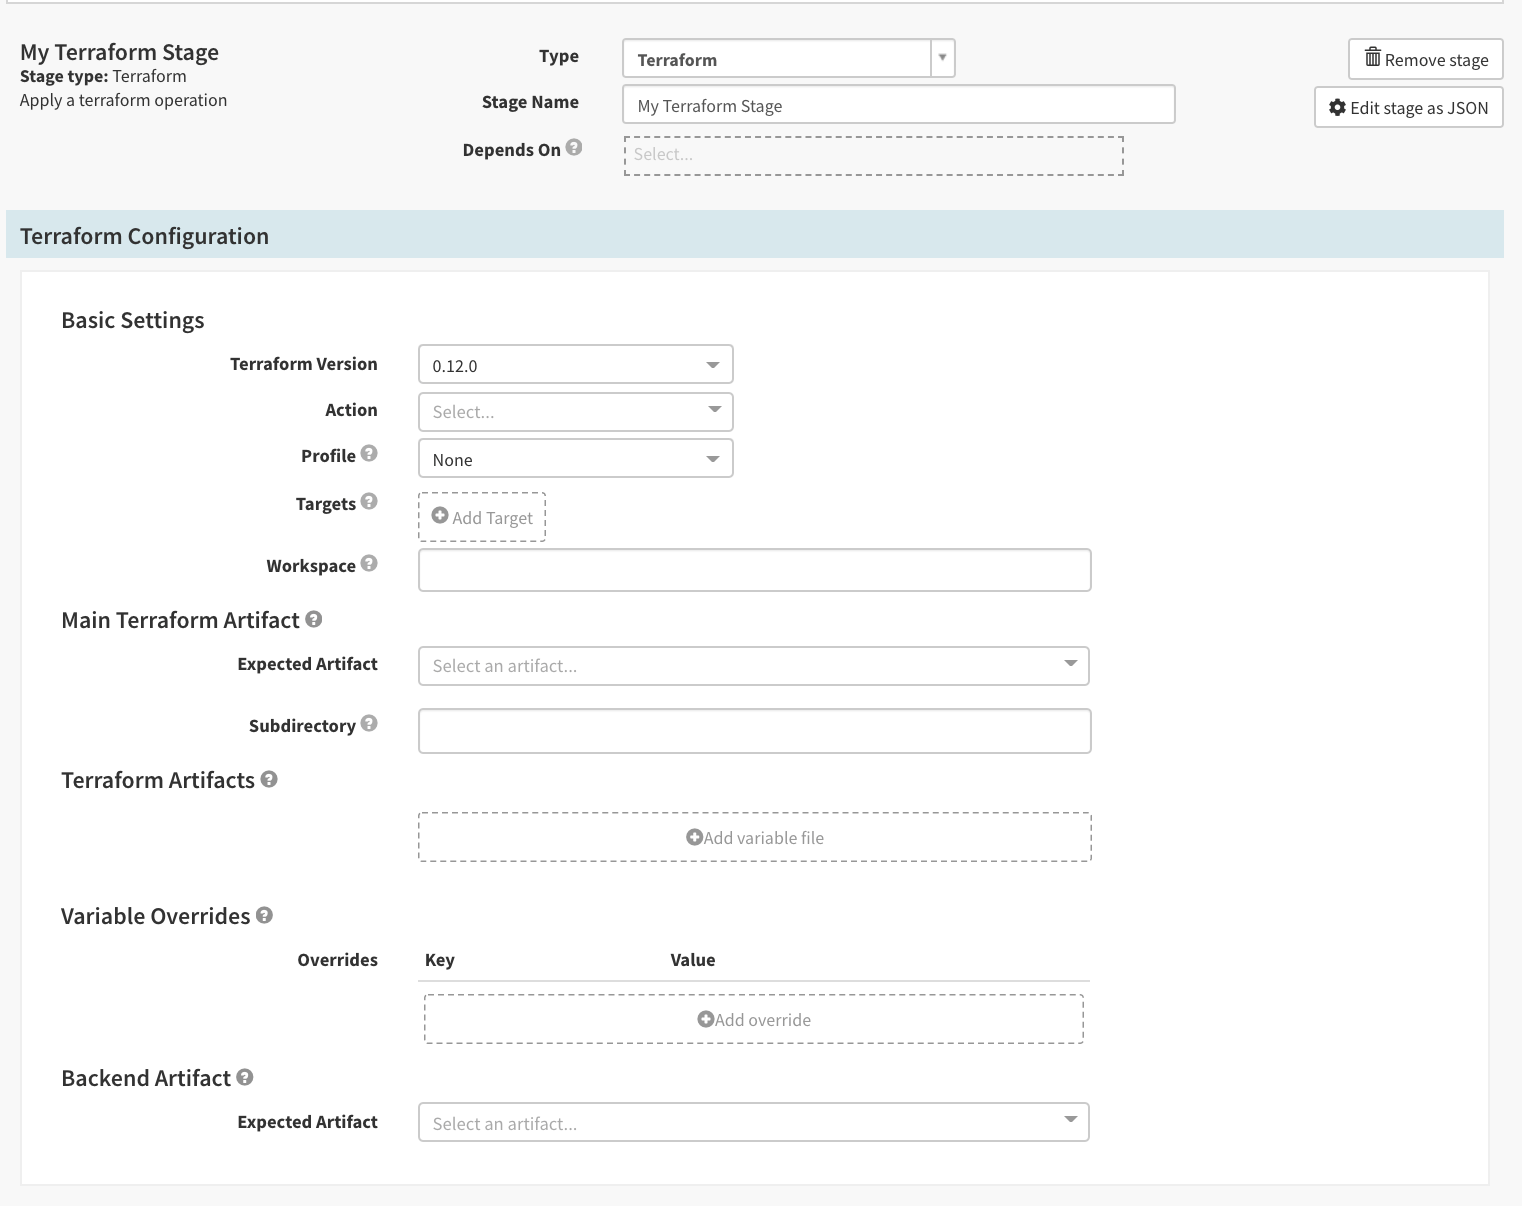 My Terraform Stage
Stage type: Terraform
Apply a terraform operation
Type
Terraform
Stage Name
My Terraform Stage
Depends On
Select...
Remove stage
Edit stage as JSON
Terraform Configuration
Basic Settings
Terraform Version
0.12.0
Action
Select...
Profile
None
Targets
Add Target
Workspace
Main Terraform Artifact
Expected Artifact
Select an artifact...
Subdirectory
Terraform Artifacts
Add variable file
Variable Overrides
Overrides
Key
Value
Add override
Backend Artifact
Expected Artifact
Select an artifact...